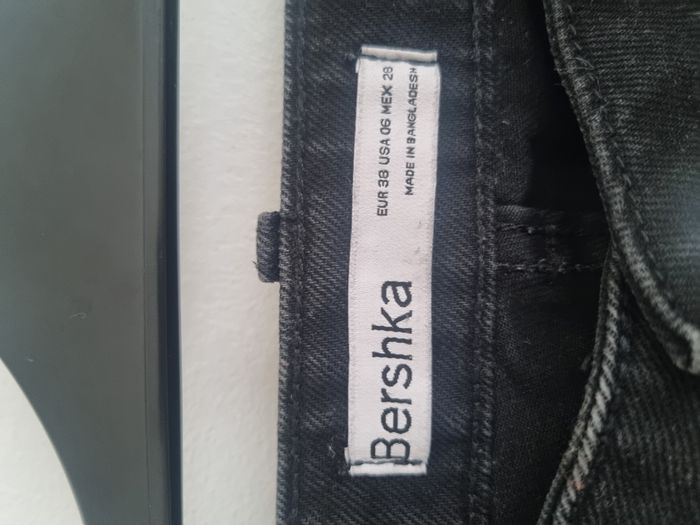 Bershka
EUR 38 USA 06 MEX 28
MADE IN BANGLADESH